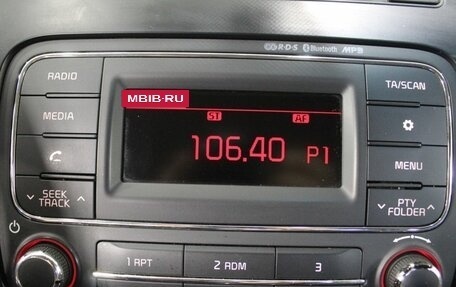 R·D·S Bluetooth MP3
RADIO
MBIB-RU
TA/SCAN
MEDIA
ST AF
106.40 P1
MENU
SEEK
TRACK
PTY
FOLDER
1 RPT
2 RDM
3